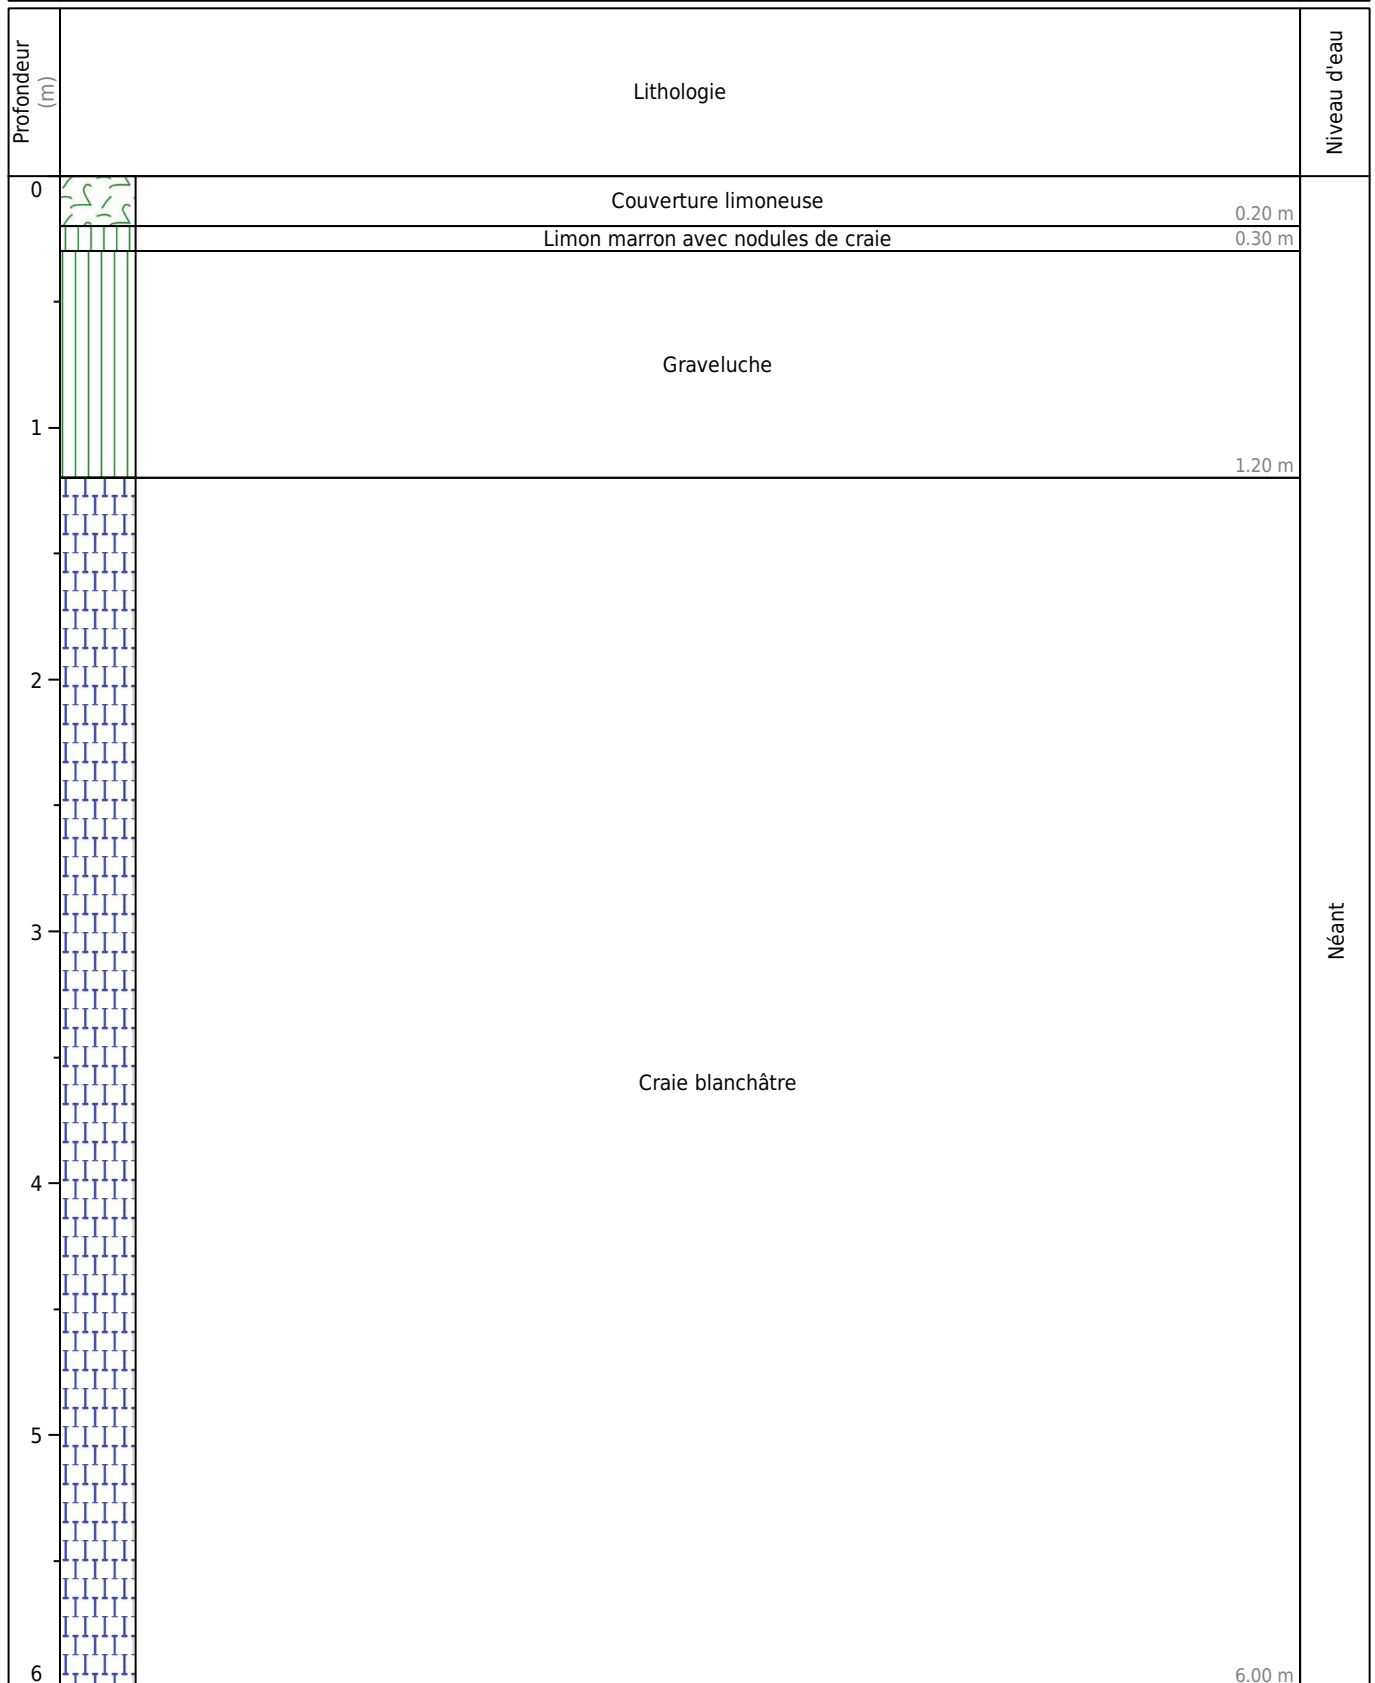 Profondeur
(m)
Lithologie
Niveau d'eau
0
Couverture limoneuse
0.20 m
Limon marron avec nodules de craie
0.30 m
Graveluche
1
1.20 m
2
3
Néant
Craie blanchâtre
4
5
6
6.00 m